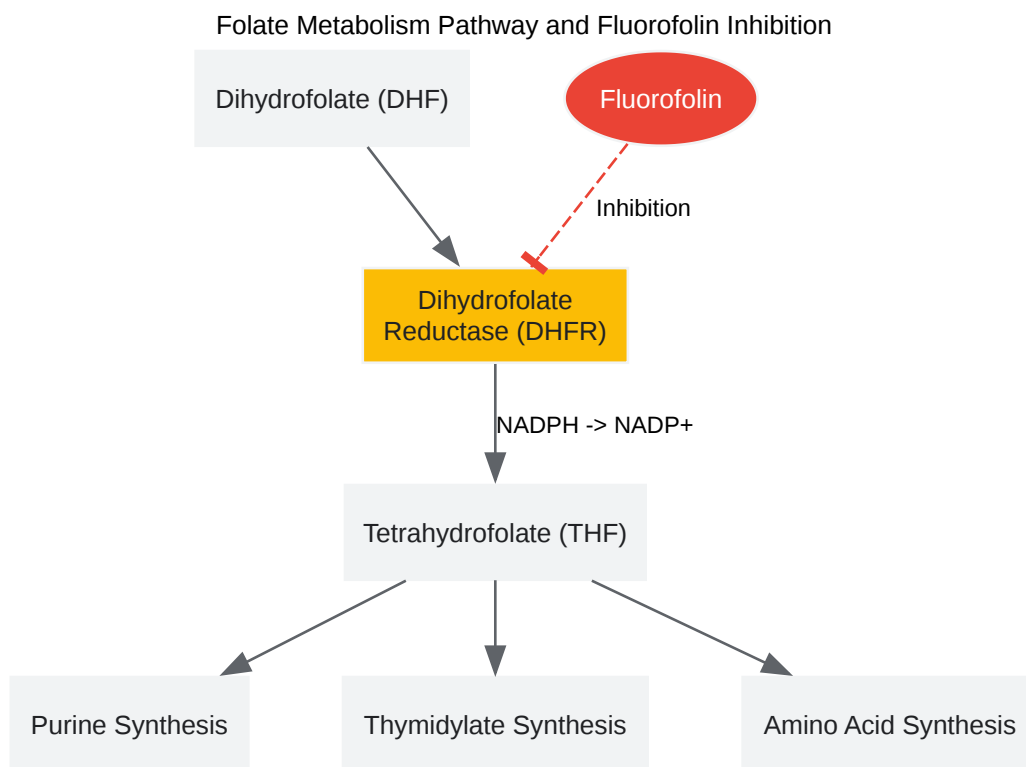 Folate Metabolism Pathway and Fluorofolin Inhibition
Dihydrofolate (DHF)
Fluorofolin
Inhibition
Dihydrofolate
Reductase (DHFR)
NADPH -> NADP+
Tetrahydrofolate (THF)
Purine Synthesis
Thymidylate Synthesis
Amino Acid Synthesis